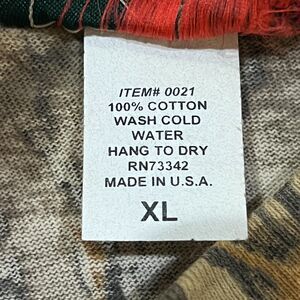 ITEM# 0021
100% COTTON
WASH COLD
WATER
HANG TO DRY
RN73342
MADE IN U.S.A.
XL